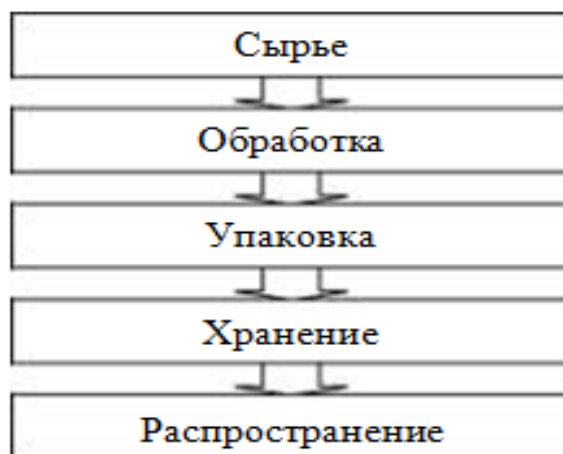 Сырье
Обработка
Упаковка
Хранение
Распространение